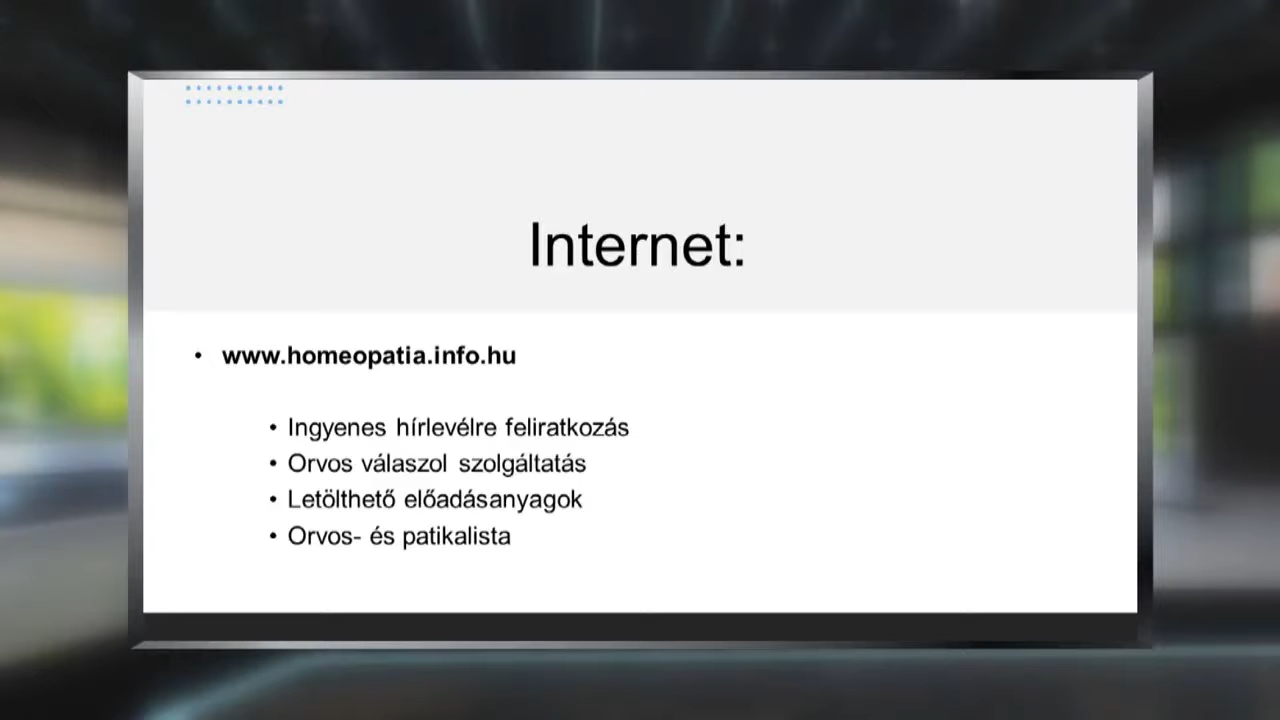 Internet:
• www.homeopatia.info.hu
• Ingyenes hírlevélre feliratkozás
• Orvos válaszol szolgáltatás
• Letölthető előadásanyagok
• Orvos- és patikalista